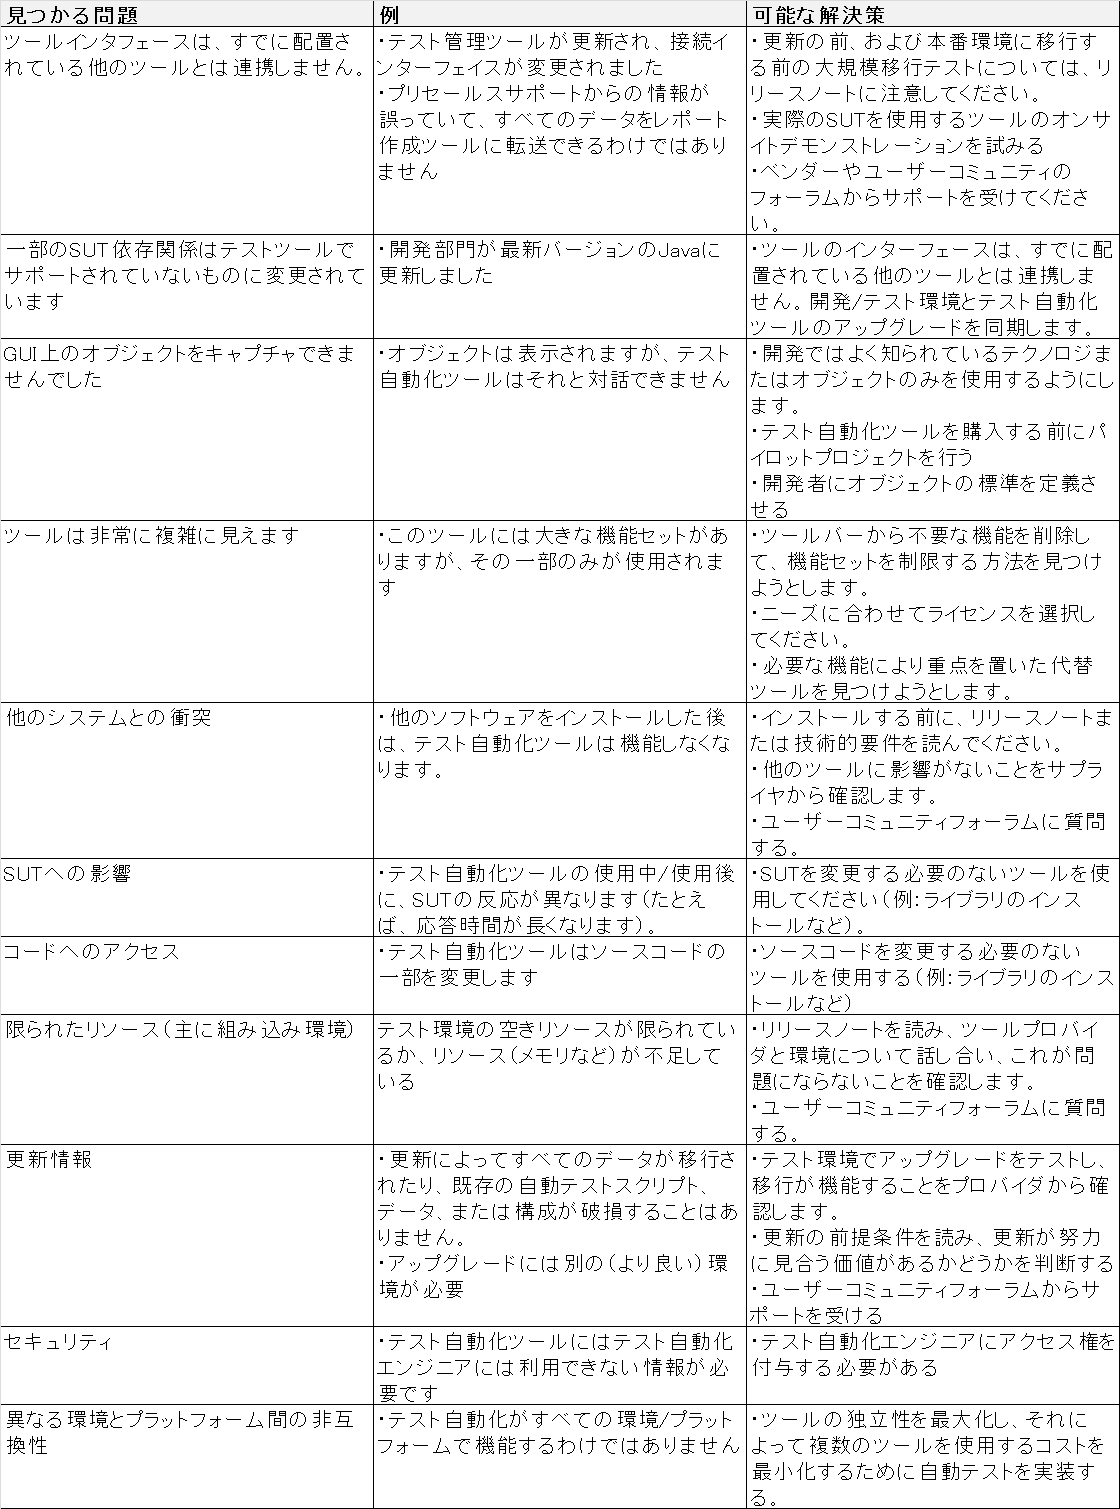 見つかる問題
例
可能な解決策
ツールインタフェースは、すでに配置さ
れている他のツールとは連携しません。
・テスト管理ツールが更新され、接続
インターフェイスが変更されました
・プリセールスサポートからの情報が
誤っていて、すべてのデータをレポート
作成ツールに転送できるわけではあり
ません
・更新の前、および本番環境に移行す
る前の大規模移行テストについては、リ
リースノートに注意してください。
・実際のSUTを使用するツールのオンサ
イトデモンストレーションを試みる
・ベンダーやユーザーコミュニティの
フォーラムからサポートを受けてくださ
い。
一部のSUT依存関係はテストツールで
サポートされていないものに変更されて
います
・開発部門が最新バージョンのJavaに
更新しました
・ツールのインターフェースは、すでに配
置されている他のツールとは連携しま
せん。開発/テスト環境とテスト自動化
ツールのアップグレードを同期します。
GUI上のオブジェクトをキャプチャできま
せんでした
・オブジェクトは表示されますが、テスト
自動化ツールはそれと対話できません
・開発ではよく知られているテクノロジま
たはオブジェクトのみを使用するようにし
ます。
・テスト自動化ツールを購入する前にパ
イロットプロジェクトを行う
・開発者にオブジェクトの標準を定義さ
せる
ツールは非常に複雑に見えます
・このツールには大きな機能セットがあ
りますが、その一部のみが使用されま
す
・ツールバーから不要な機能を削除し
て、機能セットを制限する方法を見つけ
ようとします。
・ニーズに合わせてライセンスを選択し
てください。
・必要な機能により重点を置いた代替
ツールを見つけようとします。
他のシステムとの衝突
・他のソフトウェアをインストールした後
は、テスト自動化ツールは機能しなくな
ります。
・インストールする前に、リリースノートま
たは技術的要件を読んでください。
・他のツールに影響がないことをサプラ
イヤから確認します。
・ユーザーコミュニティフォーラムに質問
する。
SUTへの影響
・テスト自動化ツールの使用中/使用後
に、SUTの反応が異なります（たとえ
ば、応答時間が長くなります）。
・SUTを変更する必要のないツールを使
用してください（例：ライブラリのインス
トールなど）。
コードへのアクセス
・テスト自動化ツールはソースコードの
一部を変更します
・ソースコードを変更する必要のない
ツールを使用する（例：ライブラリのインス
トールなど）
限られたリソース（主に組み込み環境）
テスト環境の空きリソースが限られてい
るか、リソース（メモリなど）が不足して
いる
・リリースノートを読み、ツールプロバイ
ダと環境について話し合い、これが問
題にならないことを確認します。
・ユーザーコミュニティフォーラムに質問
する。
更新情報
・更新によってすべてのデータが移行さ
れたり、既存の自動テストスクリプト、
データ、または構成が破損することはあ
りません。
・アップグレードには別の（より良い）環
境が必要
・テスト環境でアップグレードをテストし、
移行が機能することをプロバイダから確
認します。
・更新の前提条件を読み、更新が努力
に見合う価値があるかどうかを判断する
・ユーザーコミュニティフォーラムからサ
ポートを受ける
セキュリティ
・テスト自動化ツールにはテスト自動化
エンジニアには利用できない情報が必
要です
・テスト自動化エンジニアにアクセス権を
付与する必要がある
異なる環境とプラットフォーム間の非互
換性
・テスト自動化がすべての環境/プラット
フォームで機能するわけではありません
・ツールの独立性を最大化し、それに
よって複数のツールを使用するコストを
最小化するために自動テストを実装す
る。